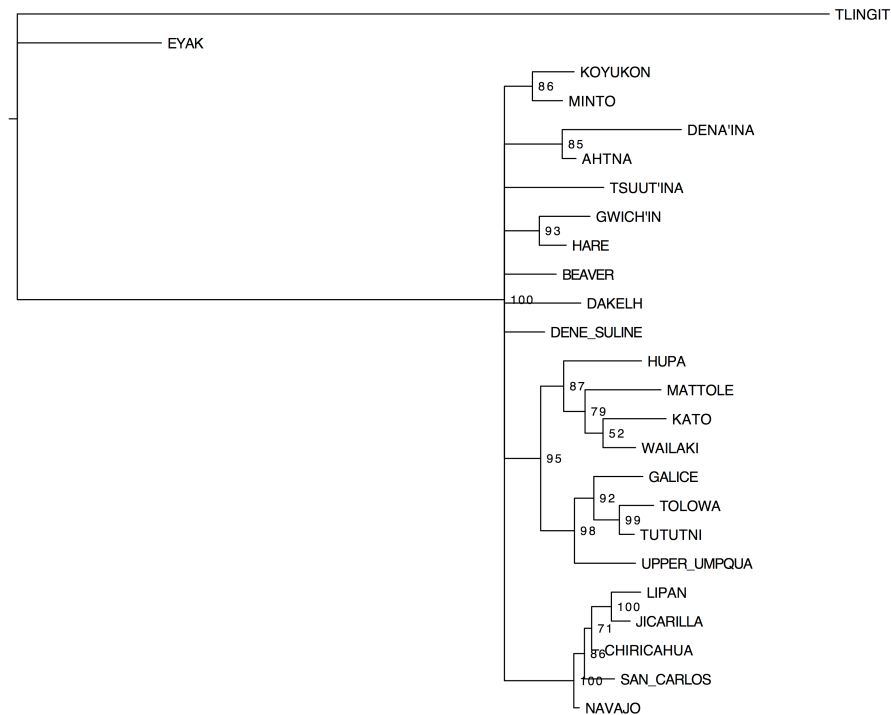 TLINGIT
EYAK
KOYUKON
86
MINTO
DENA'INA
85
AHTNA
TSUUT'INA
GWICH'IN
93
HARE
BEAVER
100
DAKELH
DENE_SULINE
HUPA
87
MATTOLE
79
KATO
52
WAILAKI
95
GALICE
92
TOLOWA
99
98
TUTUTNI
UPPER_UMPQUA
LIPAN
100
JICARILLA
71
86
CHIRICAHUA
100
SAN_CARLOS
NAVAJO